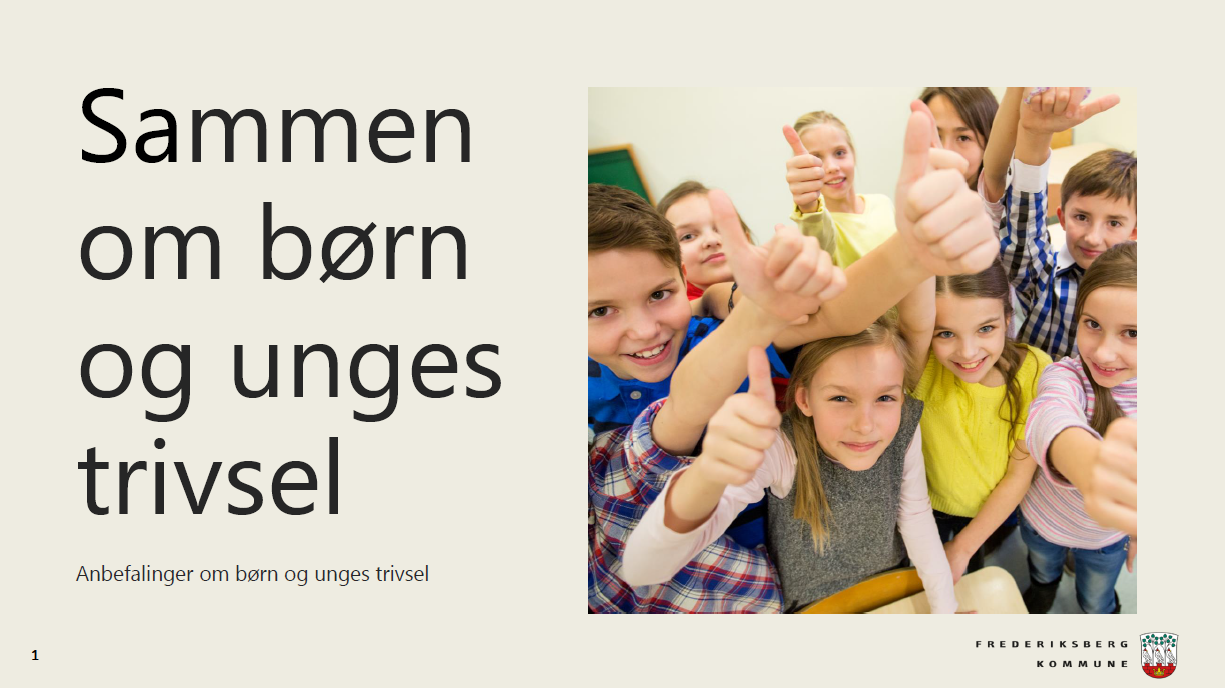 Sammen
om børn
og unges
trivsel
Anbefalinger om børn og unges trivsel
1
FREDERIKSBERG
KOMMUNE